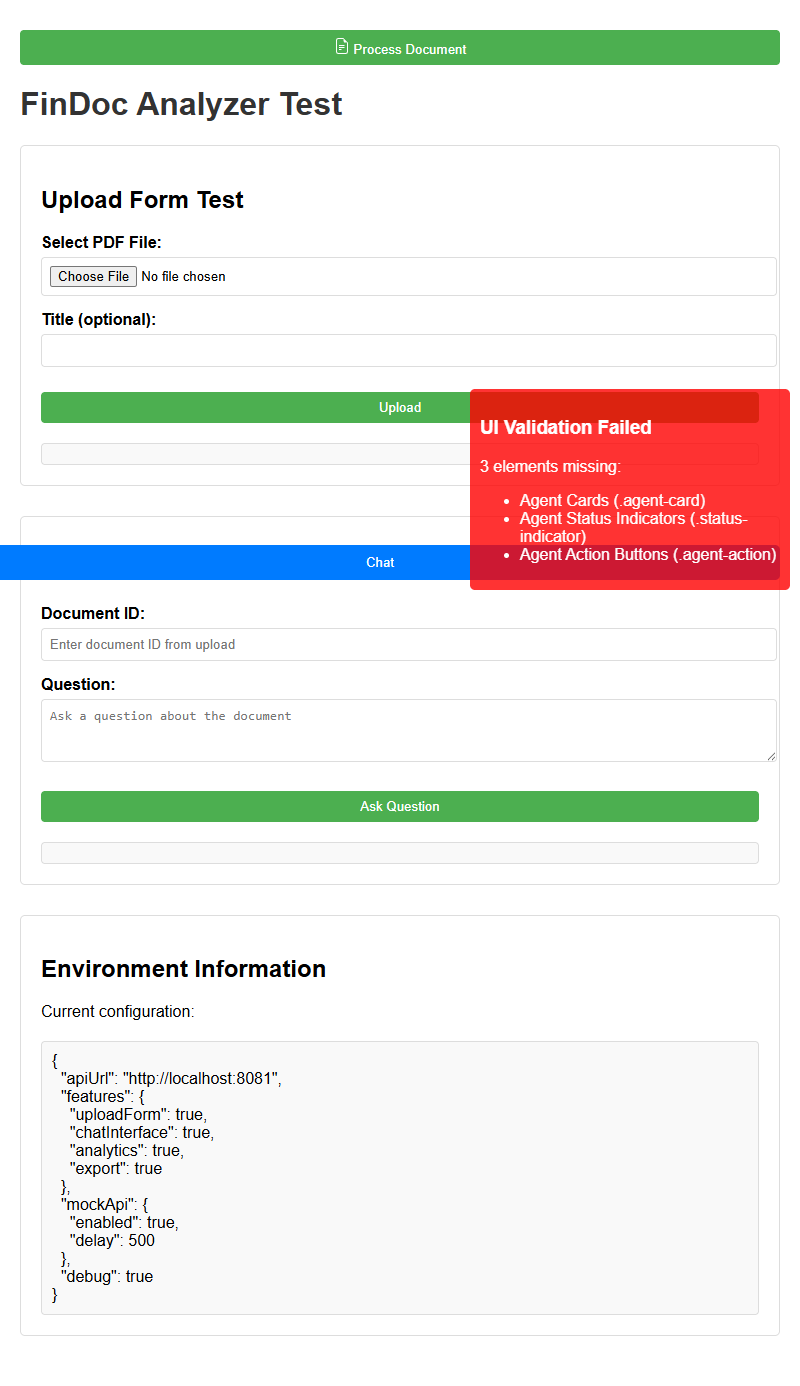 Process Document
FinDoc Analyzer Test
Upload Form Test
Select PDF File:
Choose File No file chosen
Title (optional):
Upload
UI Validation Failed
3 elements missing:
Agent Cards (.agent-card)
Agent Status Indicators (.status-
indicator)
Agent Action Buttons (.agent-action)
Chat
Document ID:
Enter document ID from upload
Question:
Ask a question about the document
Ask Question
Environment Information
Current configuration:
{
"apiUrl": "http://localhost:8081",
"features": {
"uploadForm": true,
"chatInterface": true,
"analytics": true,
"export": true
},
"mockApi": {
"enabled": true,
"delay": 500
},
"debug": true
}